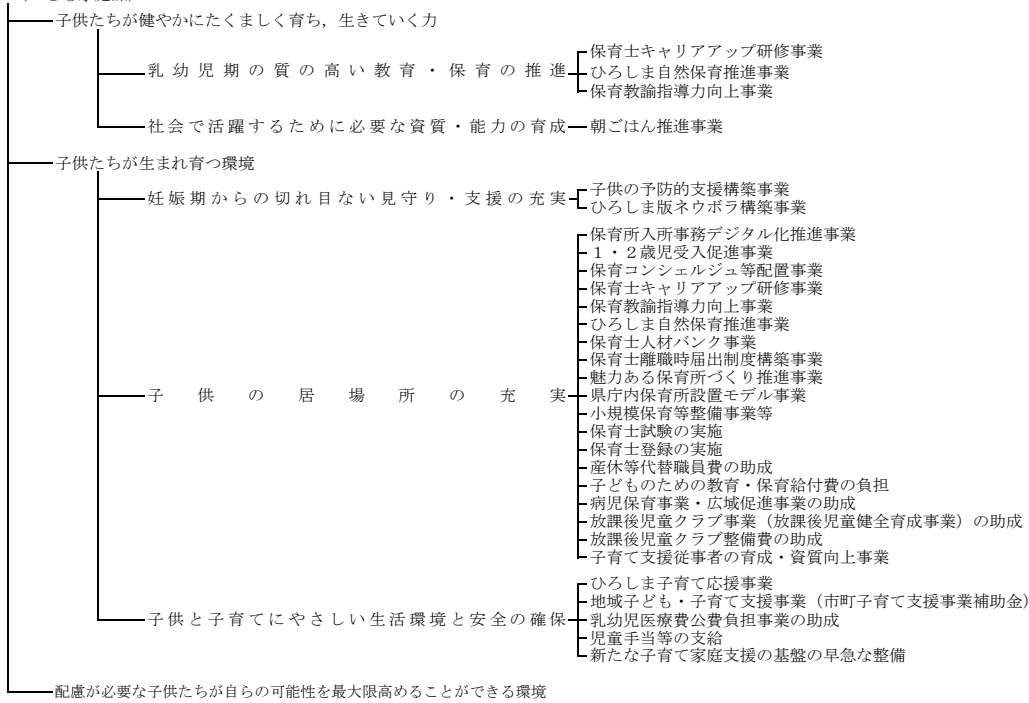 子供たちが健やかにたくましく育ち，生きていく力
乳幼児期の質の高い教育・保育の推進
保育士キャリアアップ研修事業
ひろしま自然保育推進事業
保育教諭指導力向上事業
社会で活躍するために必要な資質・能力の育成
朝ごはん推進事業
子供たちが生まれ育つ環境
妊娠期からの切れ目ない見守り・支援の充実
子供の予防的支援構築事業
ひろしま版ネウボラ構築事業
子供の居場所の充実
保育所入所事務デジタル化推進事業
１・２歳児受入促進事業
保育コンシェルジュ等配置事業
保育士キャリアアップ研修事業
保育教諭指導力向上事業
ひろしま自然保育推進事業
保育士人材バンク事業
保育士離職時届出制度構築事業
魅力ある保育所づくり推進事業
県庁内保育所設置モデル事業
小規模保育等整備事業等
保育士試験の実施
保育士登録の実施
産休等代替職員費の助成
子どものための教育・保育給付費の負担
病児保育事業・広域促進事業の助成
放課後児童クラブ事業（放課後児童健全育成事業）の助成
放課後児童クラブ整備費の助成
子育て支援従事者の育成・資質向上事業
子供と子育てにやさしい生活環境と安全の確保
ひろしま子育て応援事業
地域子ども・子育て支援事業（市町子育て支援事業補助金）
乳幼児医療費公費負担事業の助成
児童手当等の支給
新たな子育て家庭支援の基盤の早急な整備
配慮が必要な子供たちが自らの可能性を最大限高めることができる環境